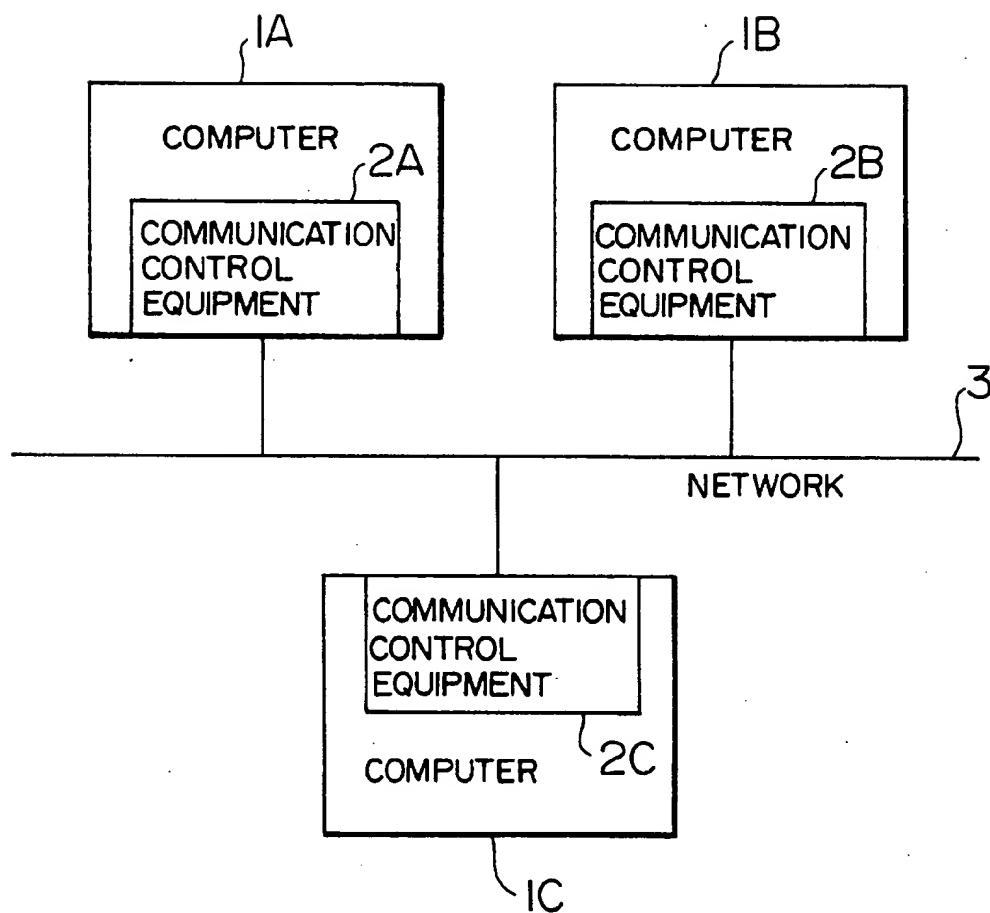 1A
1B
COMPUTER
COMPUTER
2A
2B
COMMUNICATION
CONTROL
EQUIPMENT
COMMUNICATION
CONTROL
EQUIPMENT
3
NETWORK
COMMUNICATION
CONTROL
EQUIPMENT
2C
COMPUTER
1C